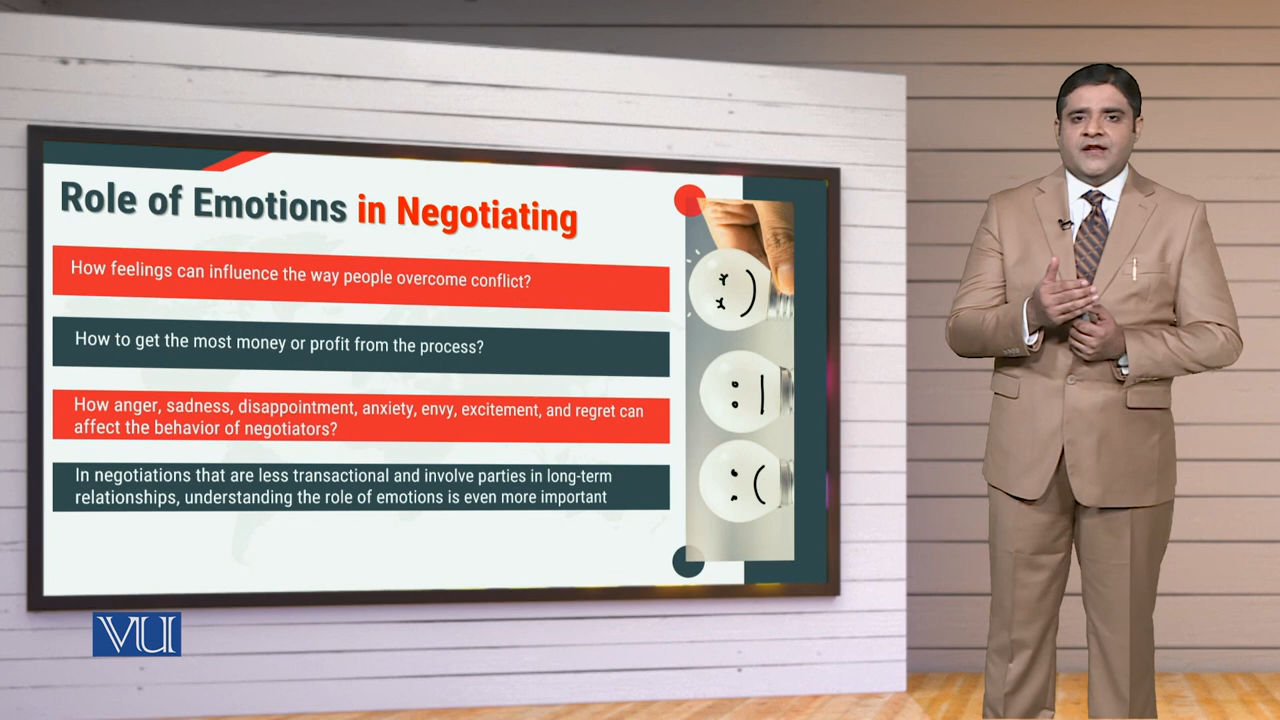 Role of Emotions in Negotiating
How feelings can influence the way people overcome conflict?
How to get the most money or profit from the process?
How anger, sadness, disappointment, anxiety, envy, excitement, and regret can
affect the behavior of negotiators?
In negotiations that are less transactional and involve parties in long-term
relationships, understanding the role of emotions is even more important
VU